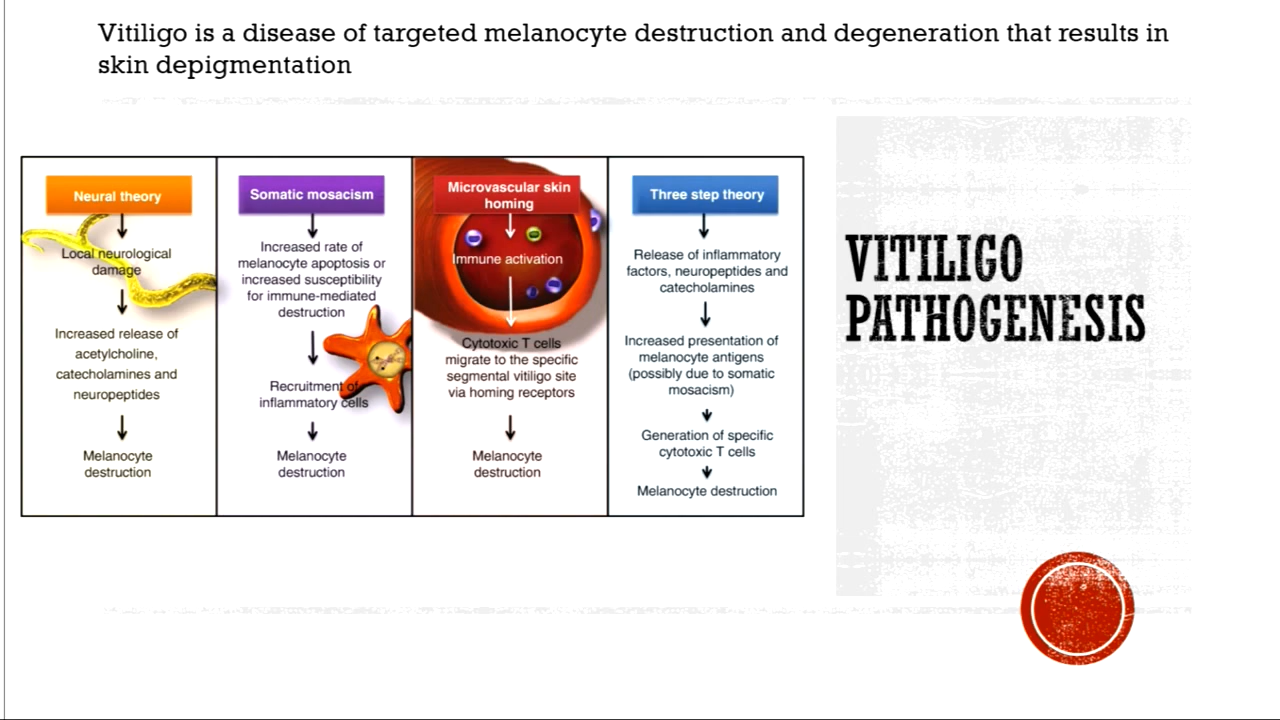 Vitiligo is a disease of targeted melanocyte destruction and degeneration that results in
skin depigmentation
Neural theory
Local neurological
damage
Increased release of
acetylcholine,
catecholamines and
neuropeptides
Melanocyte
destruction
Somatic mosacism
Increased rate of
melanocyte apoptosis or
increased susceptibility
for immune-mediated
destruction
Recruitment of
inflammatory cells
Melanocyte
destruction
Microvascular skin
homing
Immune activation
Cytotoxic T cells
migrate to the specific
segmental vitiligo site
via homing receptors
Melanocyte
destruction
Three step theory
Release of inflammatory
factors, neuropeptides and
catecholamines
Increased presentation of
melanocyte antigens
(possibly due to somatic
mosacism)
Generation of specific
cytotoxic T cells
Melanocyte destruction
VITILIGO
PATHOGENESIS